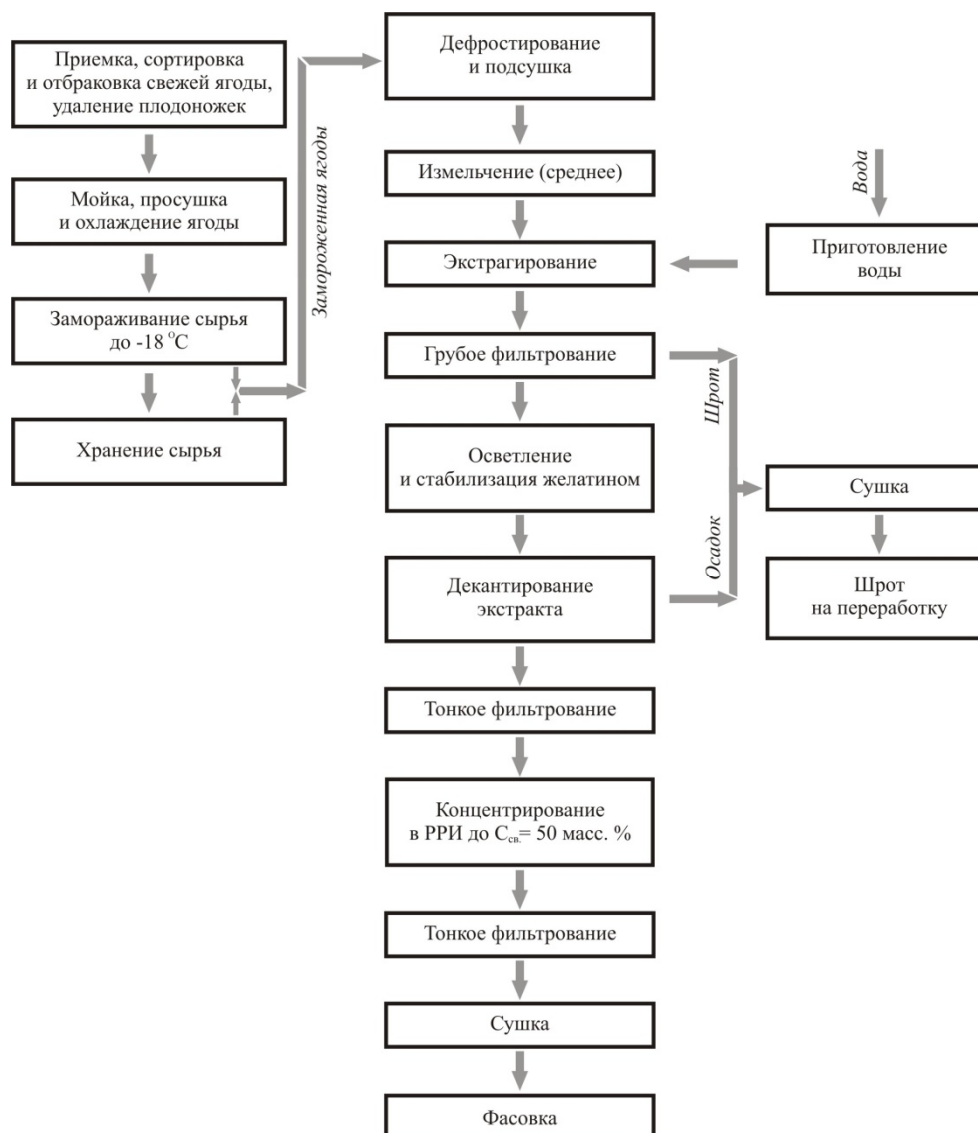 Приемка, сортировка
и отбраковка свежей ягоды,
удаление плодоножек
Мойка, просушка
и охлаждение ягоды
Замораживание сырья
до -18 °С
Хранение сырья
Замороженная ягоды
Дефростирование
и подсушка
Измельчение (среднее)
Экстрагирование
Вода
Приготовление
воды
Грубое фильтрование
Шрот
Осветление
и стабилизация желатином
Осадок
Декантирование
экстракта
Сушка
Шрот
на переработку
Тонкое фильтрование
Концентрирование
в РРИ до Ссв.= 50 масс. %
Тонкое фильтрование
Сушка
Фасовка